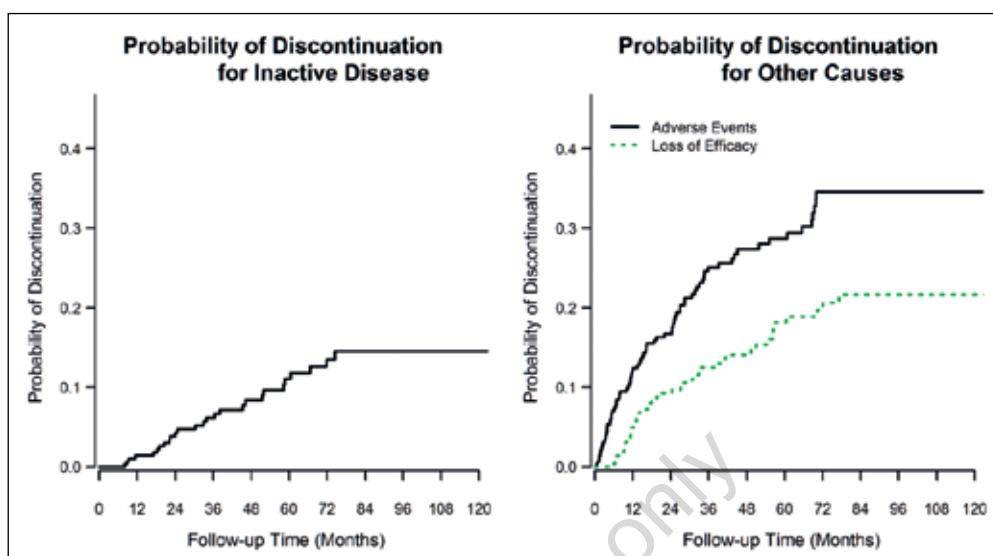 Probability of Discontinuation
for Inactive Disease
Probability of Discontinuation
0.4
0.3
0.2
0.1
0.0
0 12 24 36 48 60 72 84 96 108 120
Follow-up Time (Months)
Probability of Discontinuation
for Other Causes
Adverse Events
Loss of Efficacy
Probability of Discontinuation
0.4
0.3
0.2
0.1
0.0
0 12 24 36 48 60 72 84 96 108 120
Follow-up Time (Months)
only